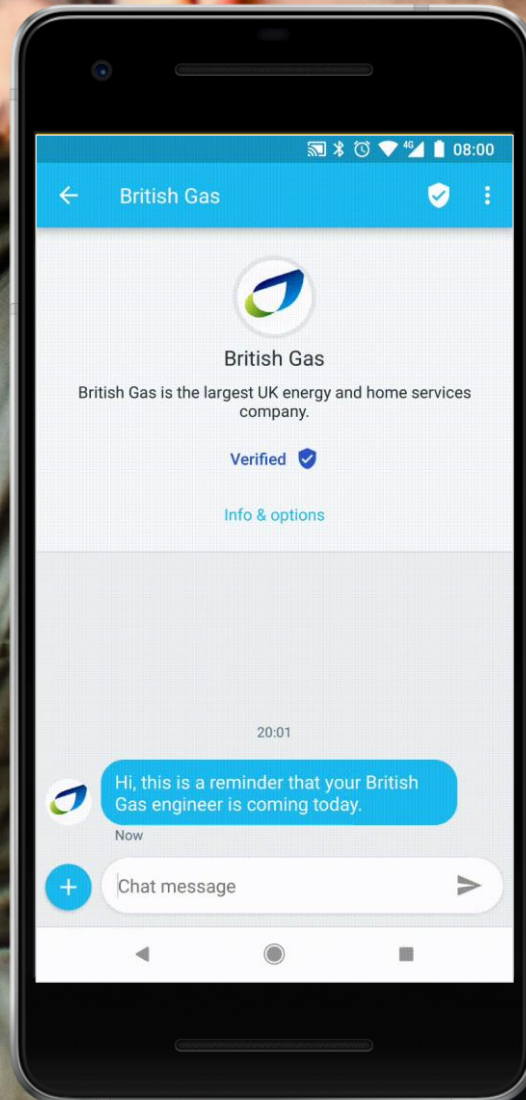 4G 08:00
British Gas
British Gas
British Gas is the largest UK energy and home services
company.
Verified
Info & options
20:01
Hi, this is a reminder that your British
Gas engineer is coming today.
Now
Chat message